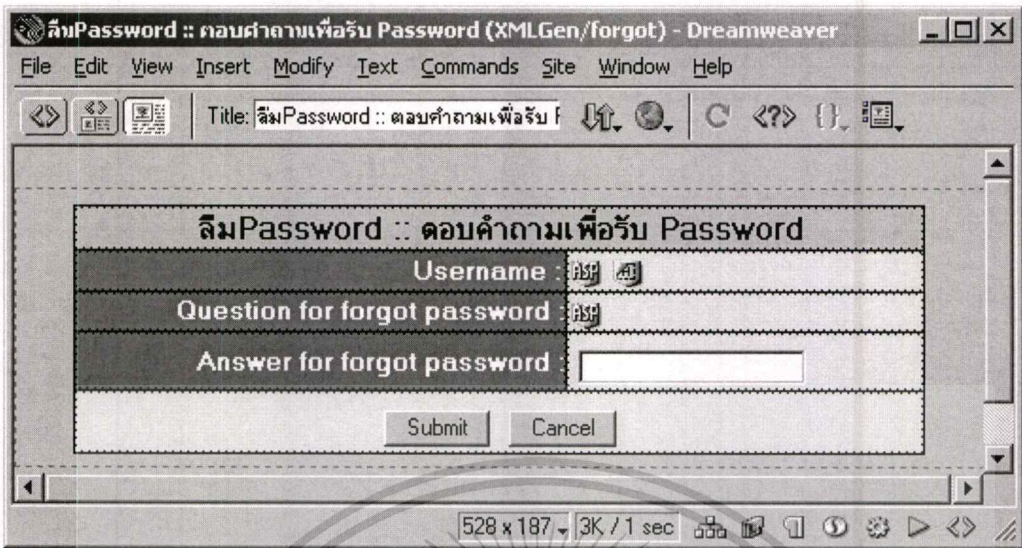 ลืมPassword :: ตอบคำถามเพื่อรับ Password (XMLGen/forgot) - Dreamweaver
File Edit View Insert Modify Text Commands Site Window Help
Title: ลืมPassword :: ตอบคำถามเพื่อรับ
ลืมPassword :: ตอบคำถามเพื่อรับ Password
Username : ASP
Question for forgot password : ASP
Answer for forgot password :
Submit Cancel
528 x 187 3K / 1 sec